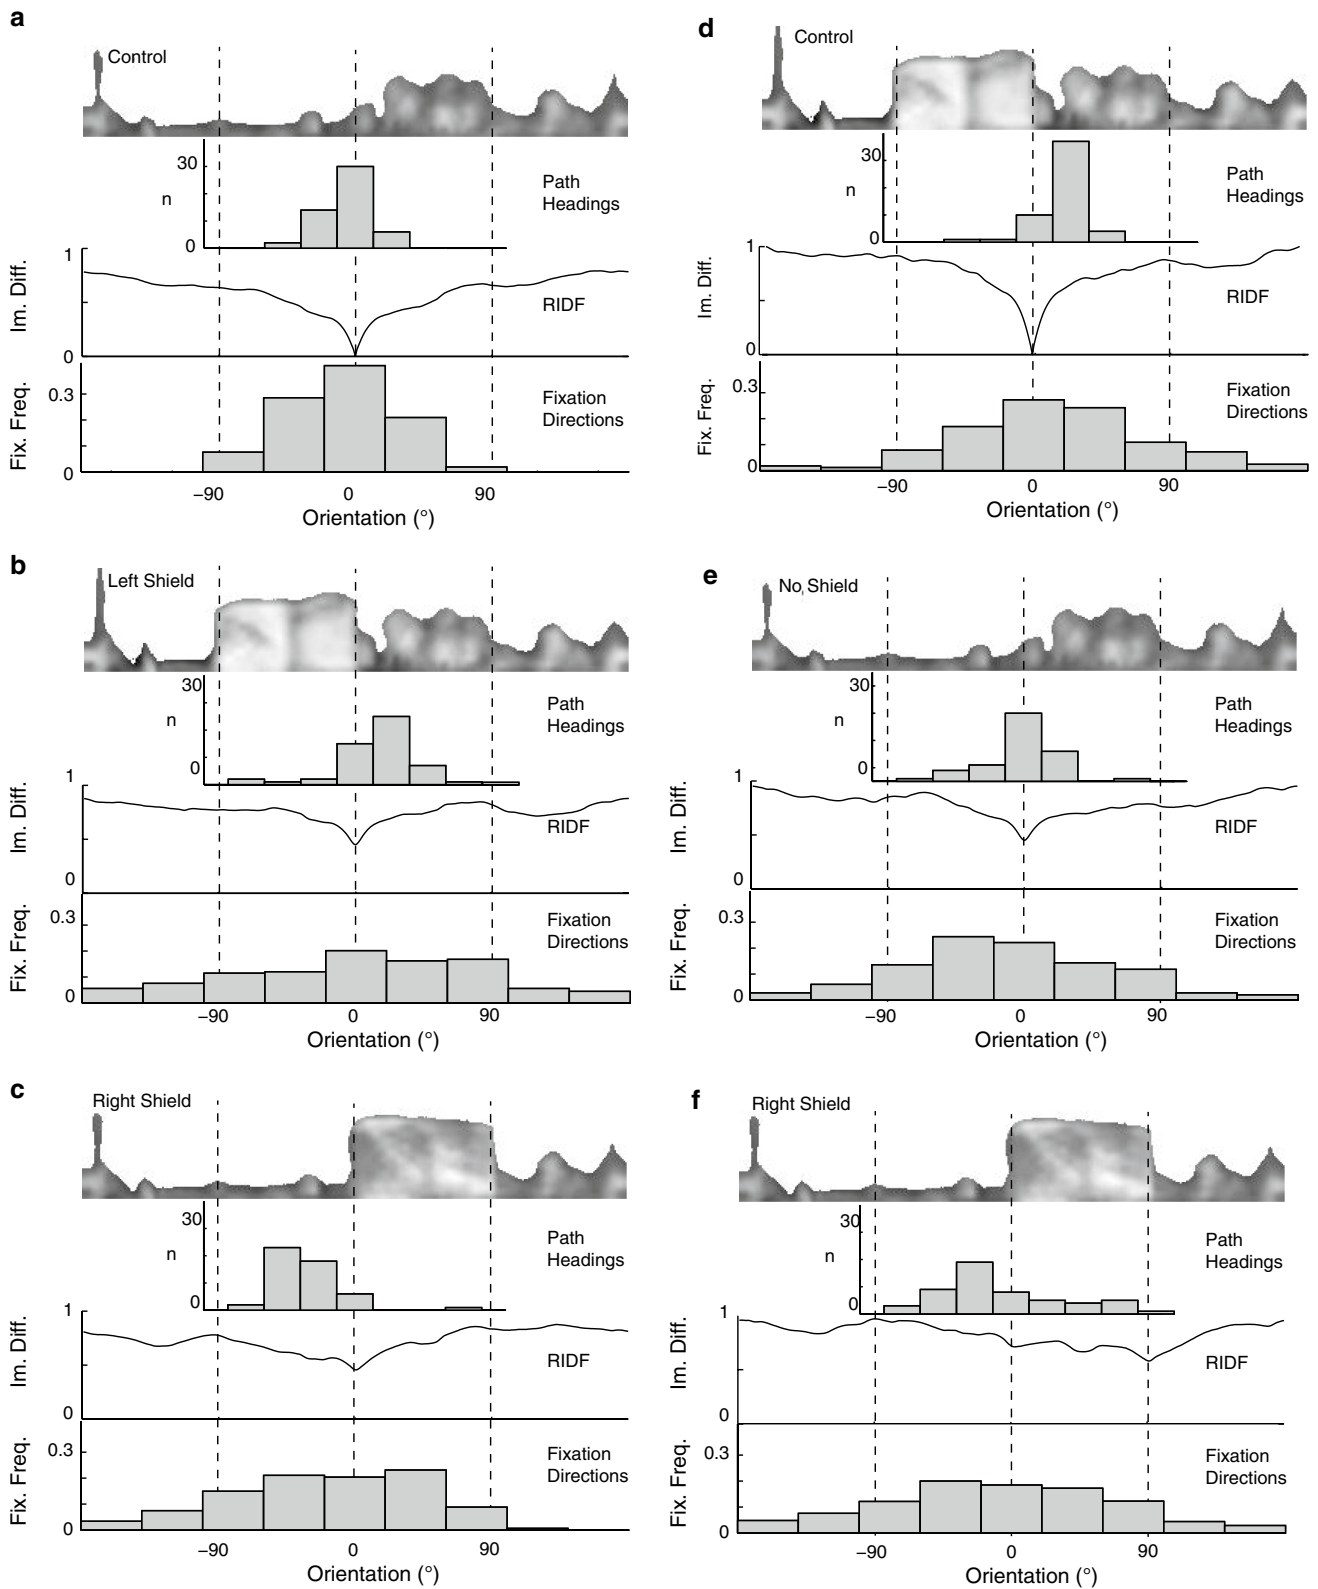 a
Control
30
n
0
Path
Headings
1
Im. Diff.
0
RIDF
0.3
Fix. Freq.
0
Fixation
Directions
−90 0 90
Orientation (°)
b
Left Shield
30
n
0
Path
Headings
1
Im. Diff.
0
RIDF
0.3
Fix. Freq.
0
Fixation
Directions
−90 0 90
Orientation (°)
c
Right Shield
30
n
0
Path
Headings
1
Im. Diff.
0
RIDF
0.3
Fix. Freq.
0
Fixation
Directions
−90 0 90
Orientation (°)
d
Control
30
n
0
Path
Headings
1
Im. Diff.
0
RIDF
0.3
Fix. Freq.
0
Fixation
Directions
−90 0 90
Orientation (°)
e
No Shield
30
n
0
Path
Headings
1
Im. Diff.
0
RIDF
0.3
Fix. Freq.
0
Fixation
Directions
−90 0 90
Orientation (°)
f
Right Shield
30
n
0
Path
Headings
1
Im. Diff.
0
RIDF
0.3
Fix. Freq.
0
Fixation
Directions
−90 0 90
Orientation (°)